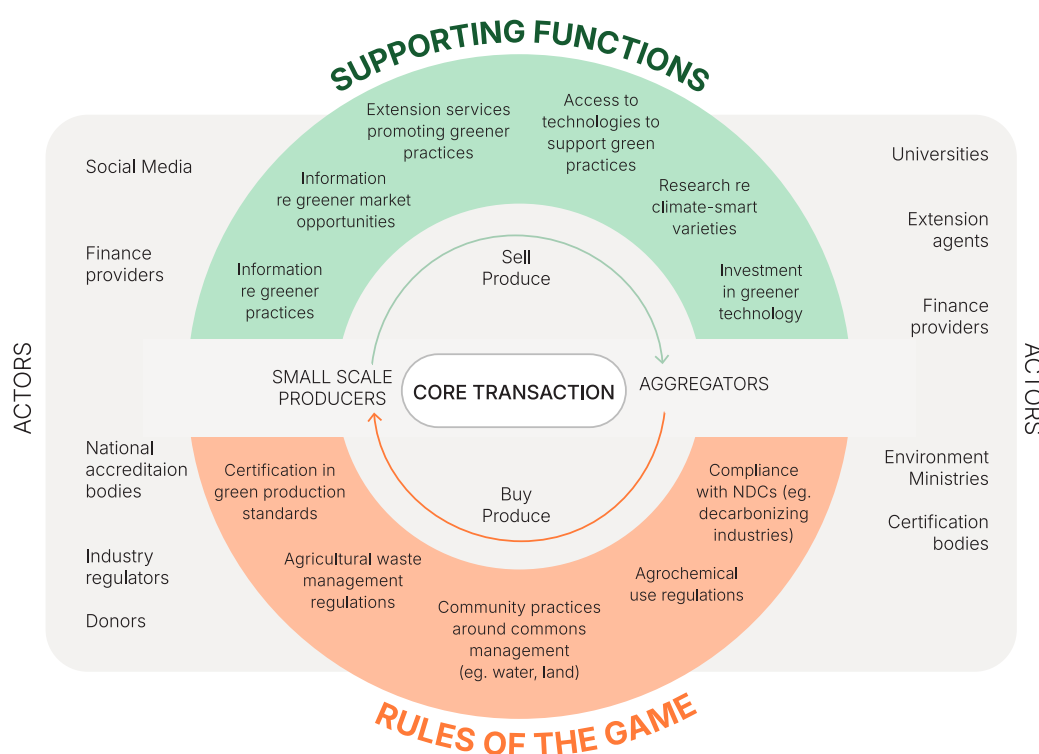 SUPPORTING FUNCTIONS
Extension services
promoting greener
practices
Access to
technologies to
support green
practices
Information
re greener market
opportunities
Research re
climate-smart
varieties
Information
re greener
practices
Investment
in greener
technology
Social Media
Finance
providers
Universities
Extension
agents
Finance
providers
ACTORS
ACTORS
Sell
Produce
SMALL SCALE
PRODUCERS
CORE TRANSACTION
AGGREGATORS
Buy
Produce
National
accreditaion
bodies
Industry
regulators
Donors
Environment
Ministries
Certification
bodies
Certification in
green production
standards
Agricultural waste
management
regulations
Community practices
around commons
management
(eg. water, land)
Agrochemical
use regulations
Compliance
with NDCs (eg.
decarbonizing
industries)
RULES OF THE GAME